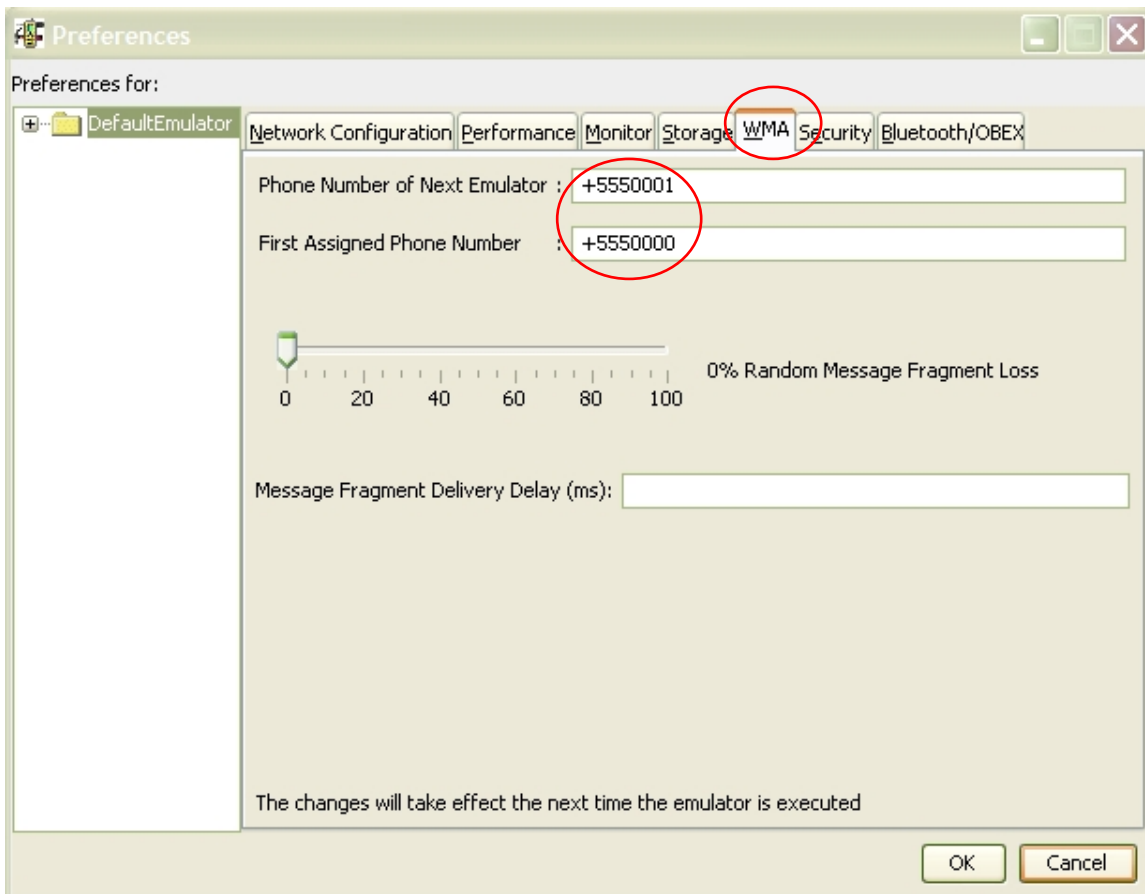 Preferences
Preferences for:
DefaultEmulator
Network Configuration Performance Monitor Storage WMA Security Bluetooth/OBEX
Phone Number of Next Emulator : +5550001
First Assigned Phone Number : +5550000
0% Random Message Fragment Loss
0 20 40 60 80 100
Message Fragment Delivery Delay (ms):
The changes will take effect the next time the emulator is executed
OK Cancel